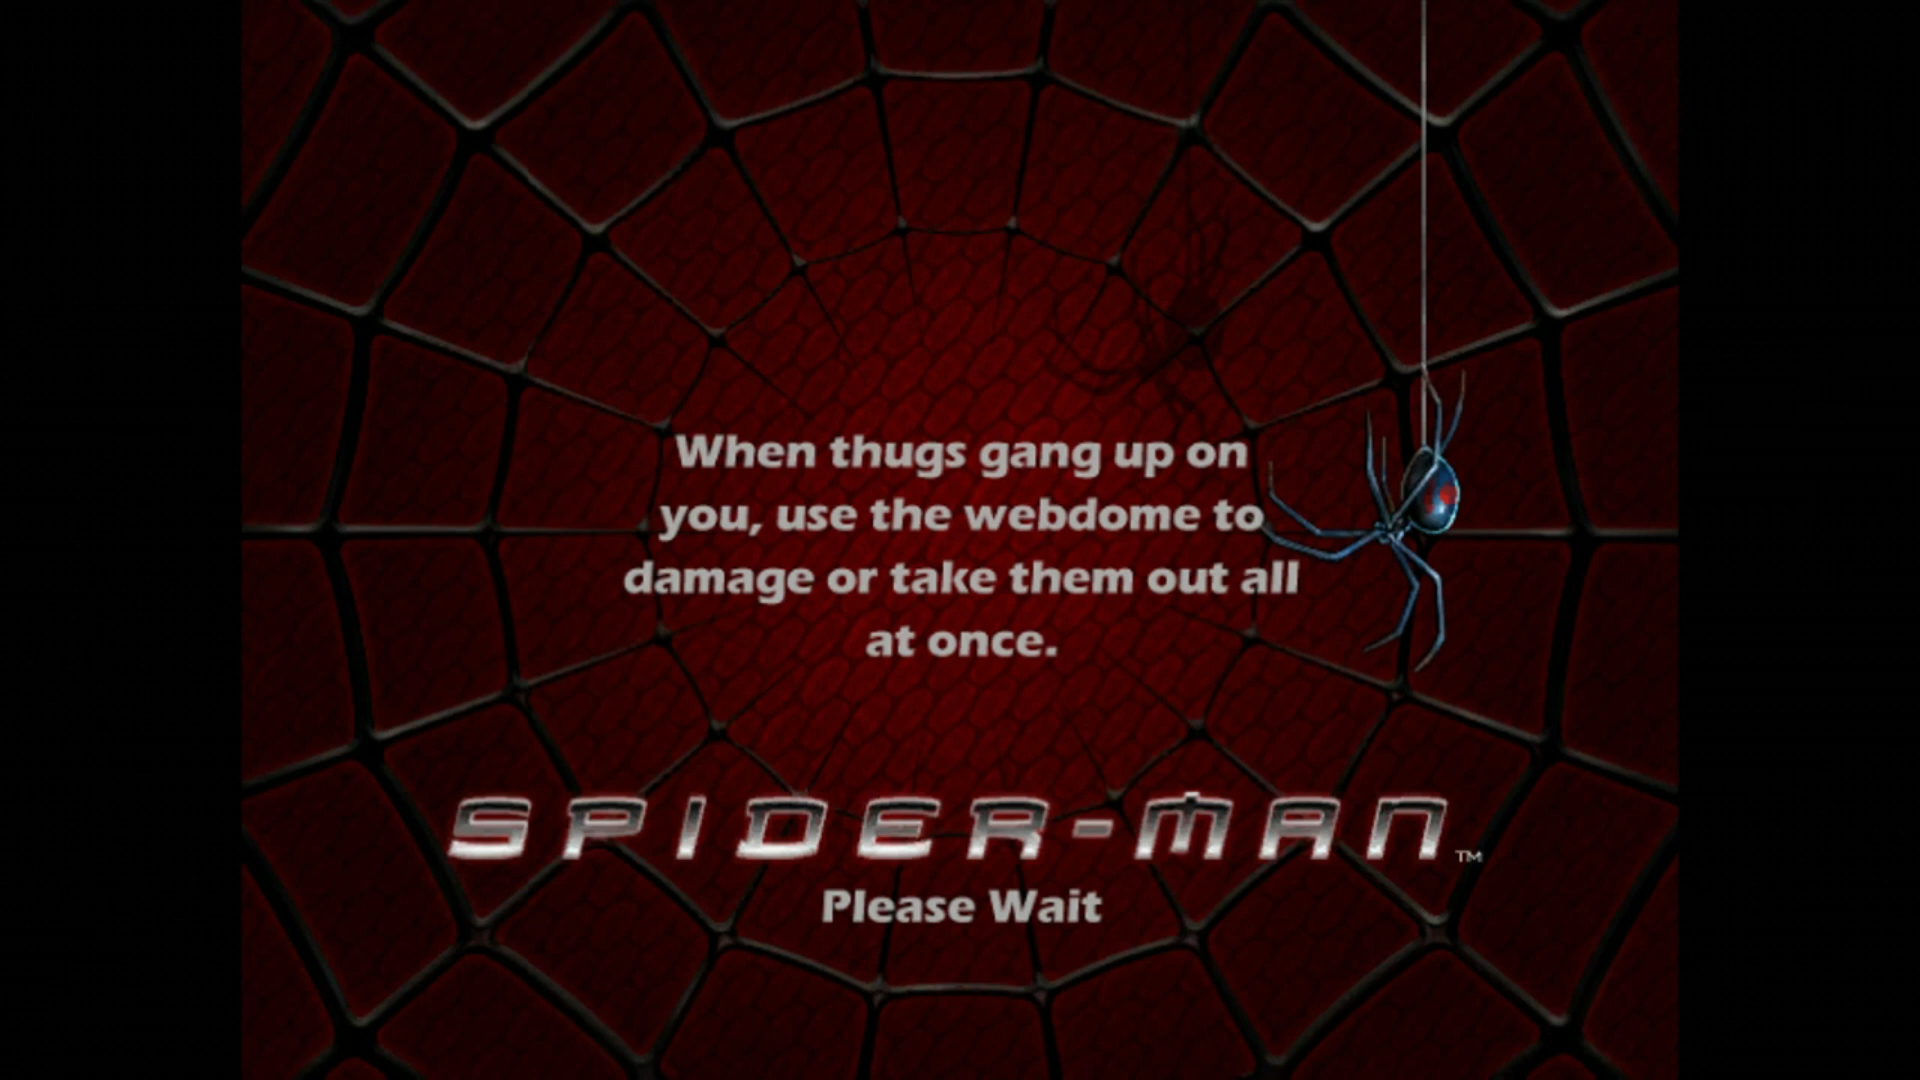 When thugs gang up on
you, use the webdome to
damage or take them out all
at once.
SPIDER-MAN™
Please Wait